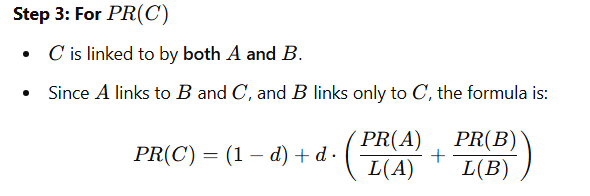 Step 3: For PR(C)
• C is linked to by both A and B.
• Since A links to B and C, and B links only to C, the formula is:
PR(C) = (1 − d) + d · ( PR(A)/L(A) + PR(B)/L(B) )